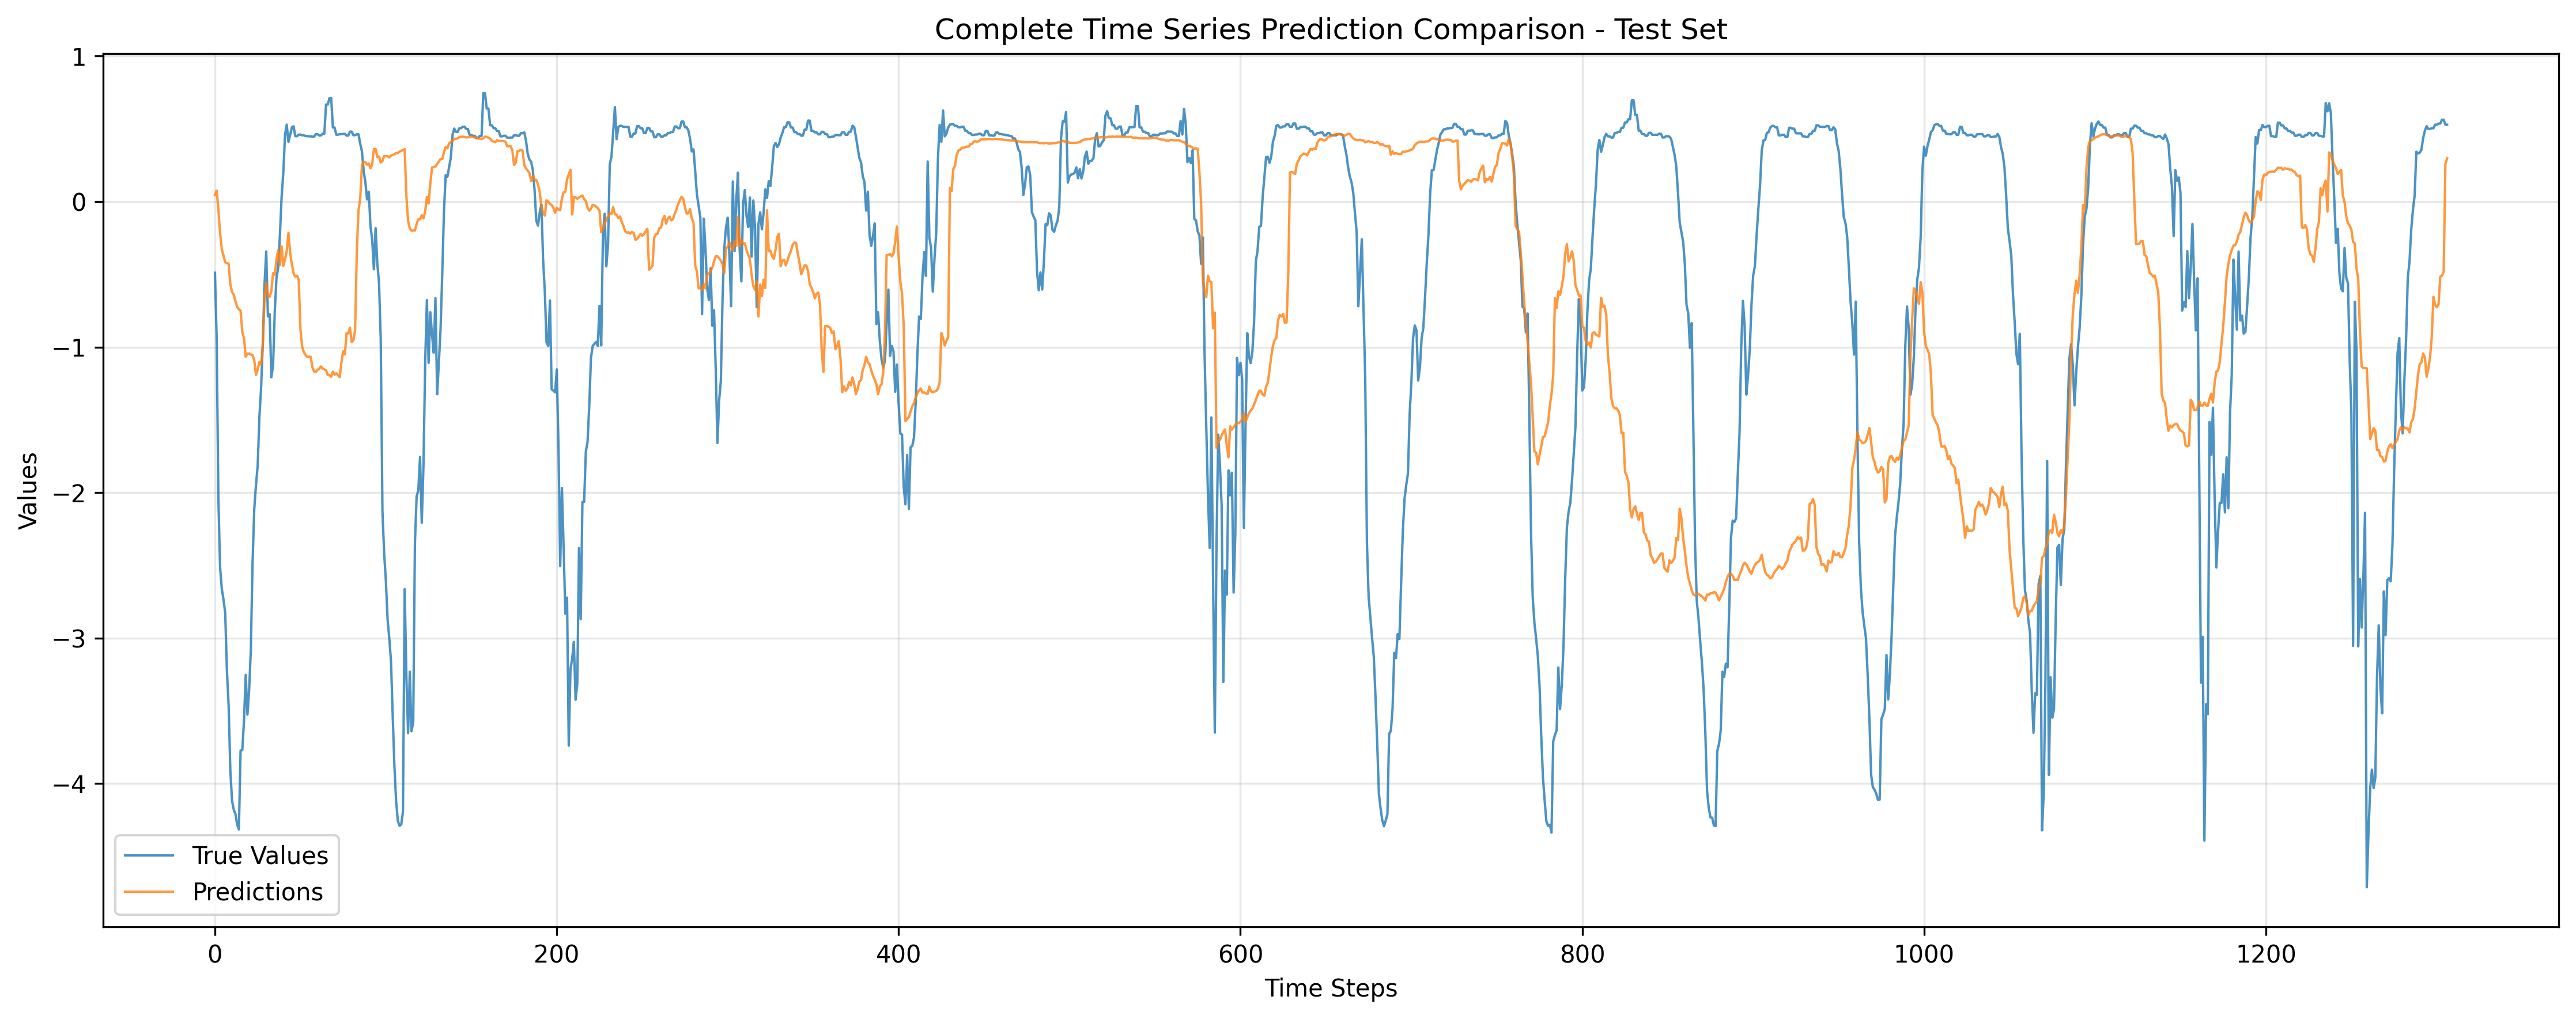 Complete Time Series Prediction Comparison - Test Set
1
0
−1
−2
−3
−4
Values
True Values
Predictions
0
200
400
600
800
1000
1200
Time Steps